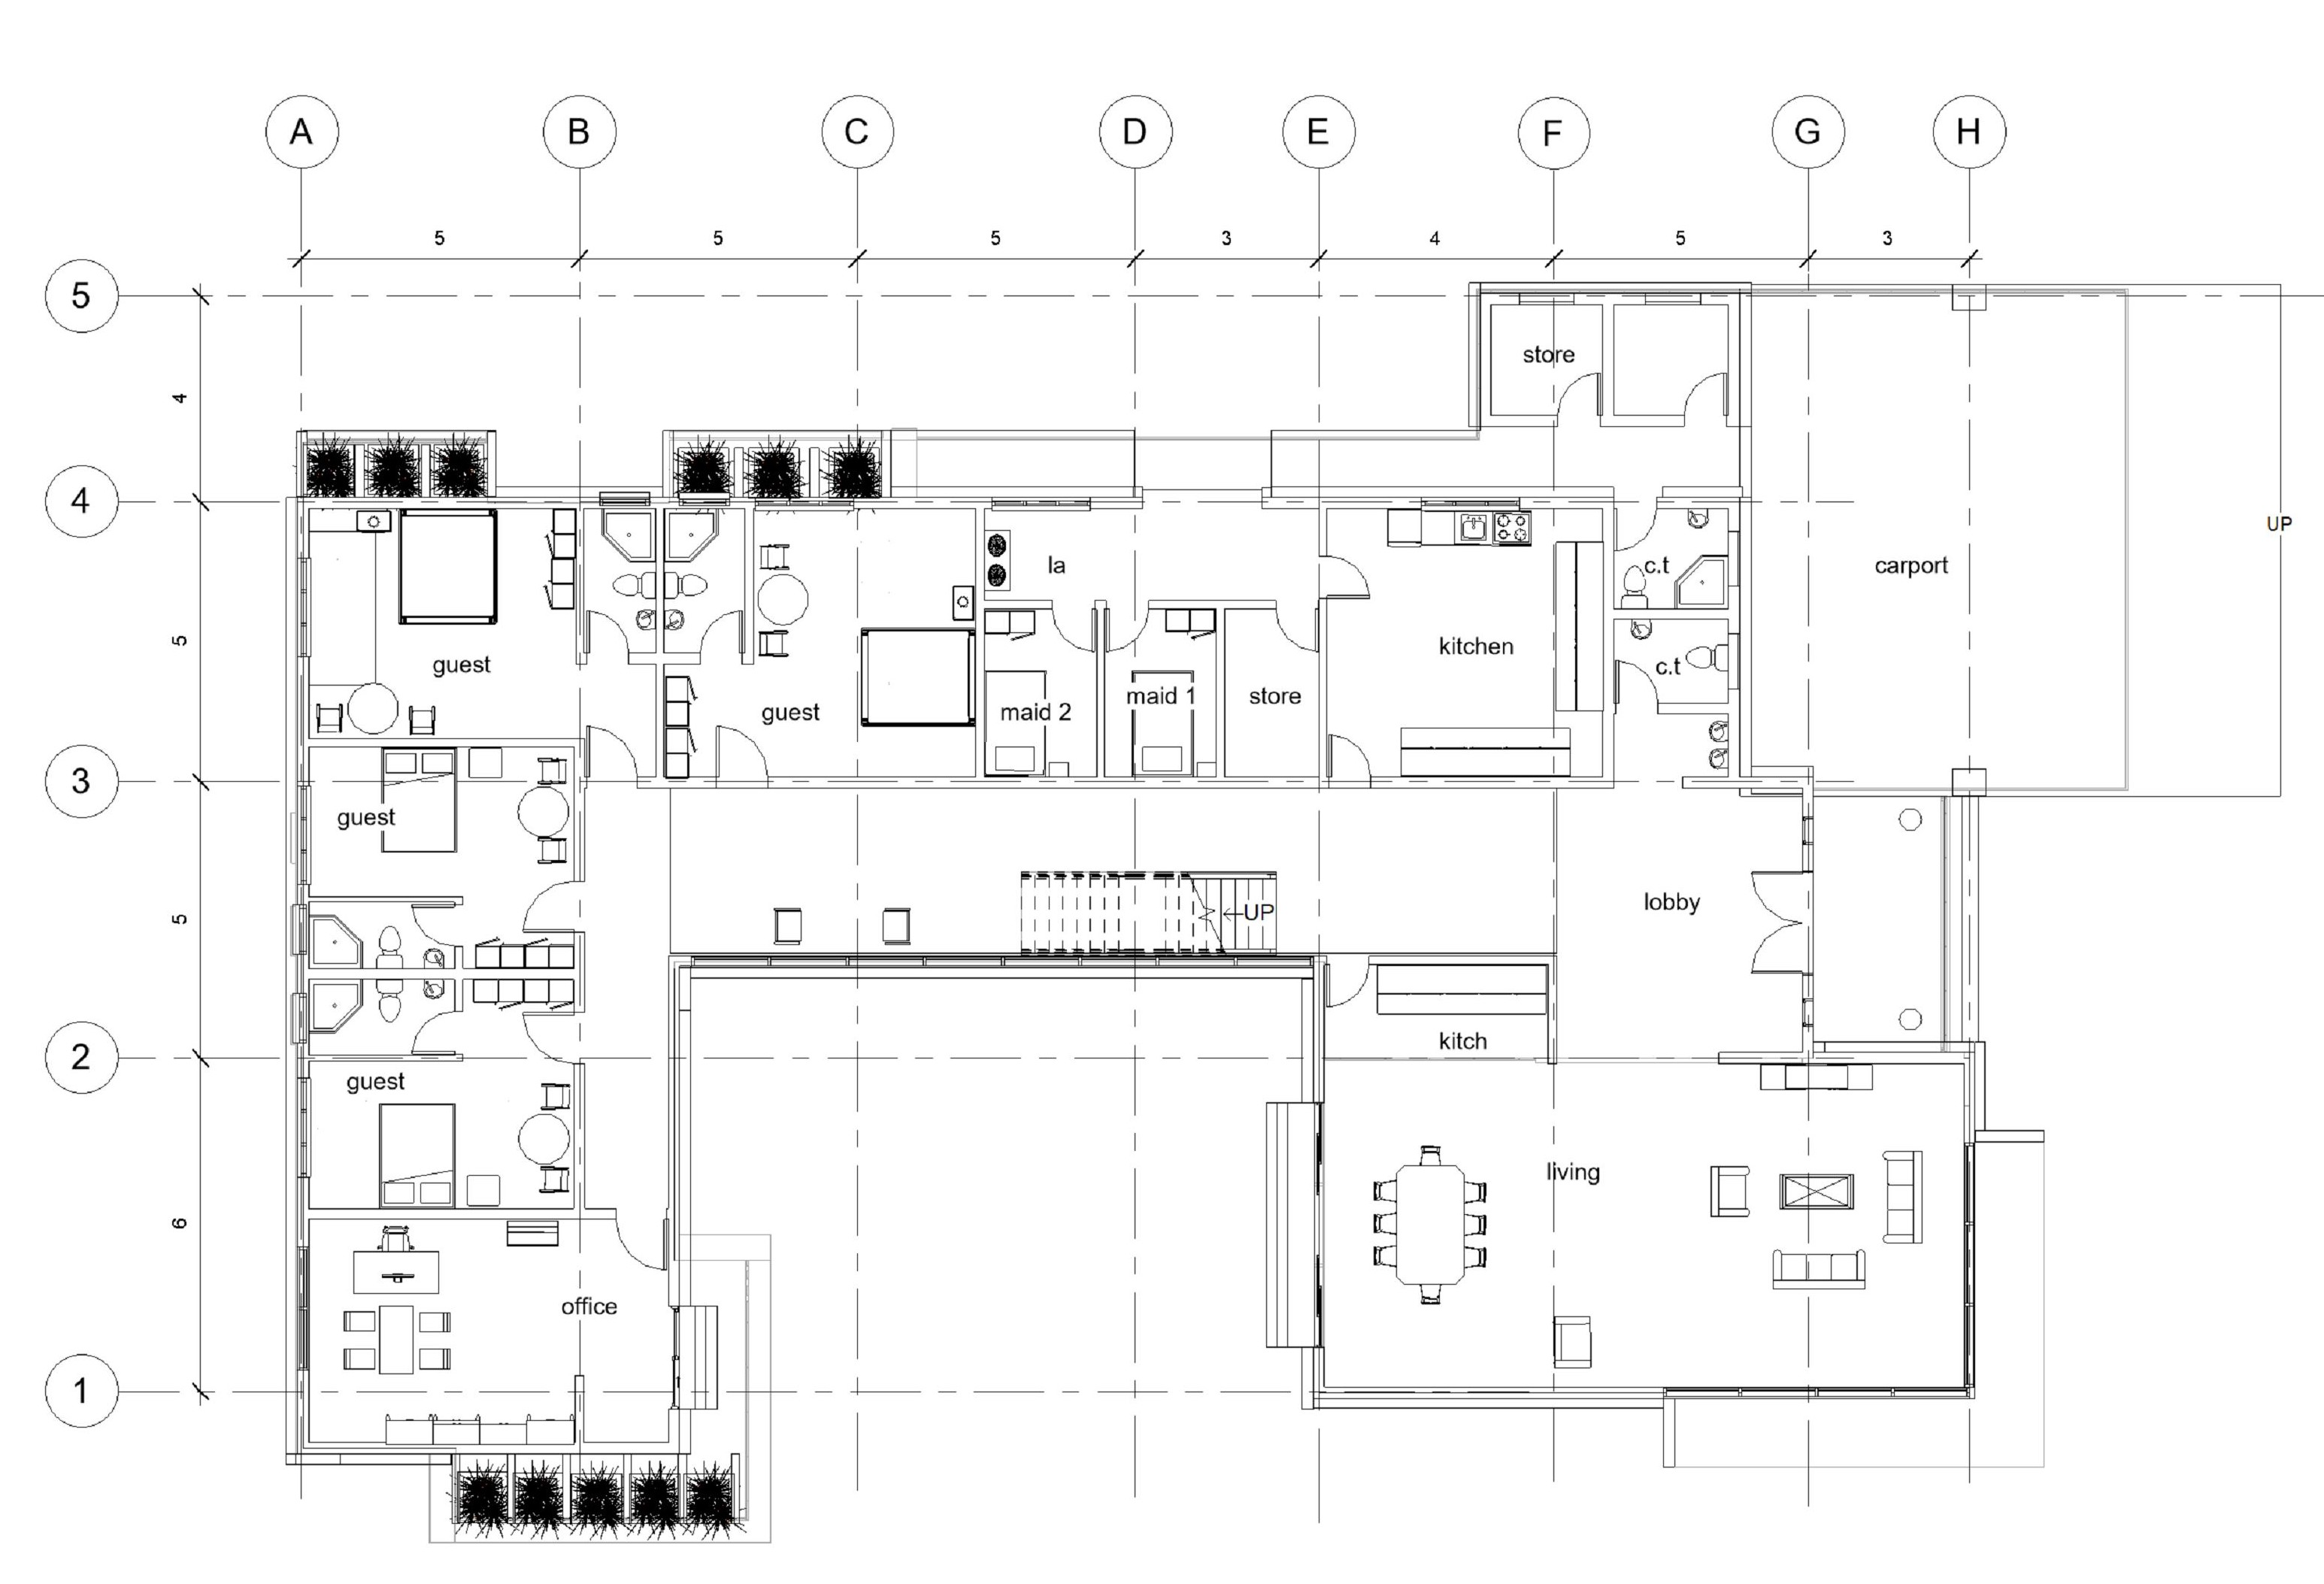 A B C D E F G H
5 5 5 3 4 5 3
5
store
4
4
UP
la c.t carport
5
kitchen
guest c.t
maid 1 store
guest maid 2
3
guest
lobby
UP
5
kitch
2
guest
living
6
office
1